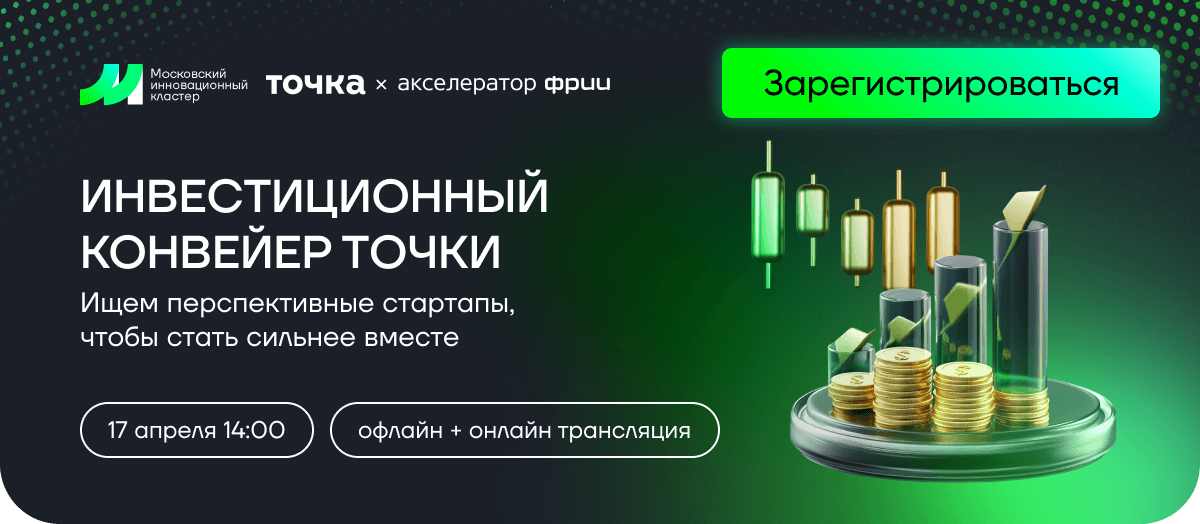 Московский
инновационный
кластер
точка × акселератор фрии
Зарегистрироваться
ИНВЕСТИЦИОННЫЙ
КОНВЕЙЕР ТОЧКИ
Ищем перспективные стартапы,
чтобы стать сильнее вместе
17 апреля 14:00
офлайн + онлайн трансляция